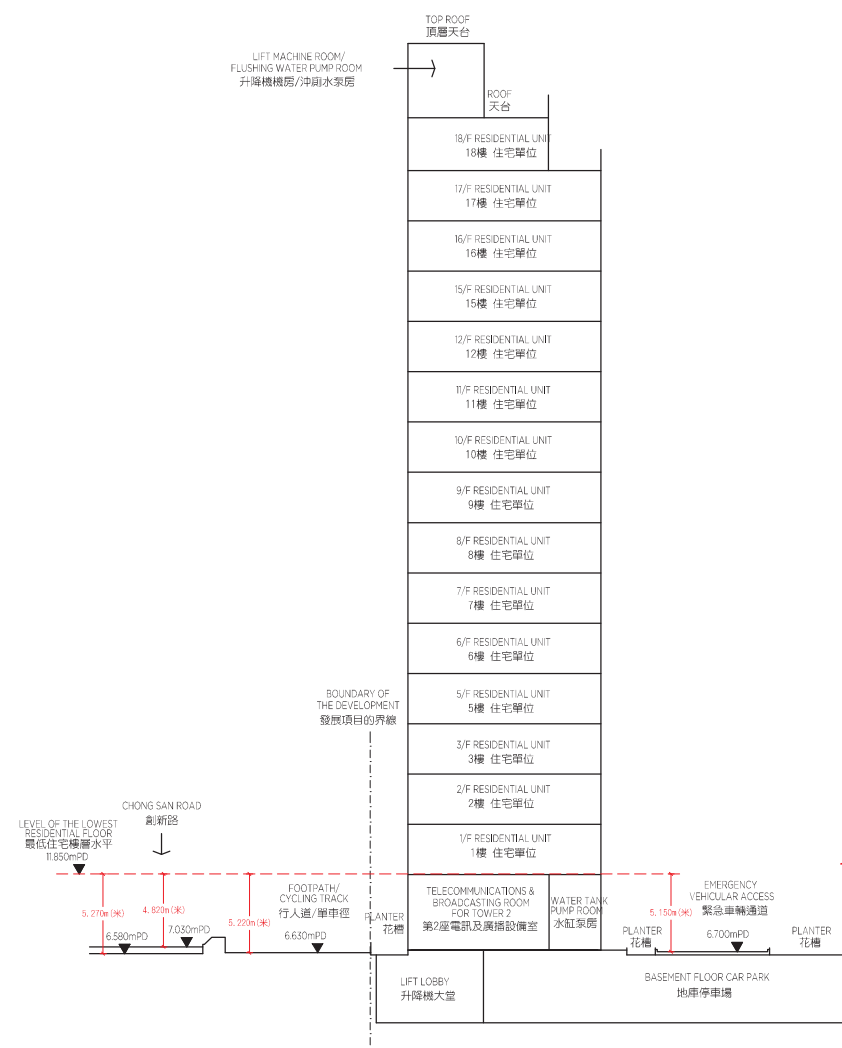 TOP ROOF
頂層天台
LIFT MACHINE ROOM/
FLUSHING WATER PUMP ROOM
升降機機房/沖廁水泵房
ROOF
天台
18/F RESIDENTIAL UNIT
18樓 住宅單位
17/F RESIDENTIAL UNIT
17樓 住宅單位
16/F RESIDENTIAL UNIT
16樓 住宅單位
15/F RESIDENTIAL UNIT
15樓 住宅單位
12/F RESIDENTIAL UNIT
12樓 住宅單位
11/F RESIDENTIAL UNIT
11樓 住宅單位
10/F RESIDENTIAL UNIT
10樓 住宅單位
9/F RESIDENTIAL UNIT
9樓 住宅單位
8/F RESIDENTIAL UNIT
8樓 住宅單位
7/F RESIDENTIAL UNIT
7樓 住宅單位
6/F RESIDENTIAL UNIT
6樓 住宅單位
5/F RESIDENTIAL UNIT
5樓 住宅單位
3/F RESIDENTIAL UNIT
3樓 住宅單位
2/F RESIDENTIAL UNIT
2樓 住宅單位
1/F RESIDENTIAL UNIT
1樓 住宅單位
BOUNDARY OF
THE DEVELOPMENT
發展項目的界線
CHONG SAN ROAD
創新路
LEVEL OF THE LOWEST
RESIDENTIAL FLOOR
最低住宅樓層水平
11.850mPD
5.270m(米)
4.820m(米)
5.220m(米)
6.580mPD
7.030mPD
FOOTPATH/
CYCLING TRACK
行人道/單車徑
6.630mPD
PLANTER
花槽
TELECOMMUNICATIONS &
BROADCASTING ROOM
FOR TOWER 2
第2座電訊及廣播設備室
WATER TANK
PUMP ROOM
水缸泵房
PLANTER
花槽
5.150m(米)
EMERGENCY
VEHICULAR ACCESS
緊急車輛通道
6.700mPD
PLANTER
花槽
LIFT LOBBY
升降機大堂
BASEMENT FLOOR CAR PARK
地庫停車場